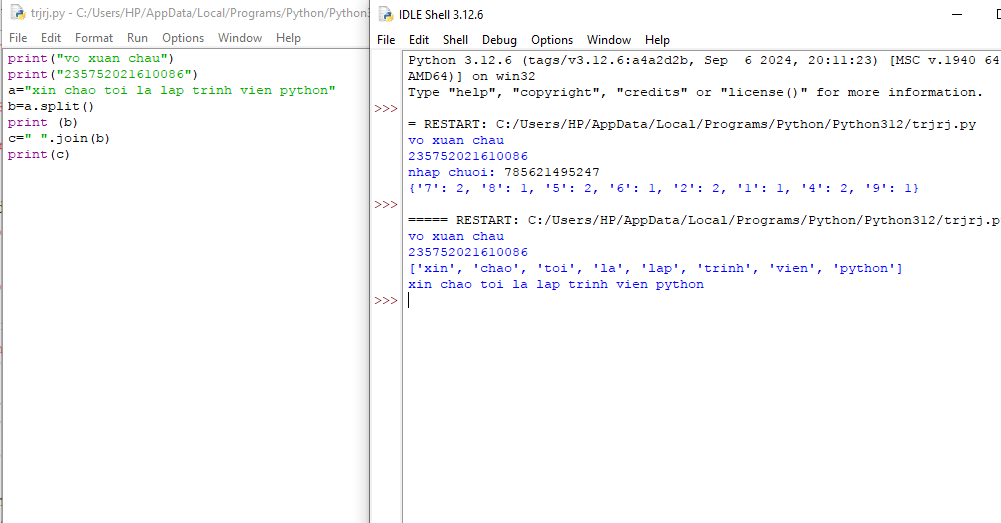 trjrj.py - C:/Users/HP/AppData/Local/Programs/Python/Python3
File Edit Format Run Options Window Help
print("vo xuan chau")
print("235752021610086")
a="xin chao toi la lap trinh vien python"
b=a.split()
print (b)
c=" ".join(b)
print(c)
IDLE Shell 3.12.6
File Edit Shell Debug Options Window Help
Python 3.12.6 (tags/v3.12.6:a4a2d2b, Sep  6 2024, 20:11:23) [MSC v.1940 64
AMD64)] on win32
Type "help", "copyright", "credits" or "license()" for more information.
>>>
= RESTART: C:/Users/HP/AppData/Local/Programs/Python/Python312/trjrj.py
vo xuan chau
235752021610086
nhap chuoi: 785621495247
{'7': 2, '8': 1, '5': 2, '6': 1, '2': 2, '1': 1, '4': 2, '9': 1}
>>>
===== RESTART: C:/Users/HP/AppData/Local/Programs/Python/Python312/trjrj.p
vo xuan chau
235752021610086
['xin', 'chao', 'toi', 'la', 'lap', 'trinh', 'vien', 'python']
xin chao toi la lap trinh vien python
>>>